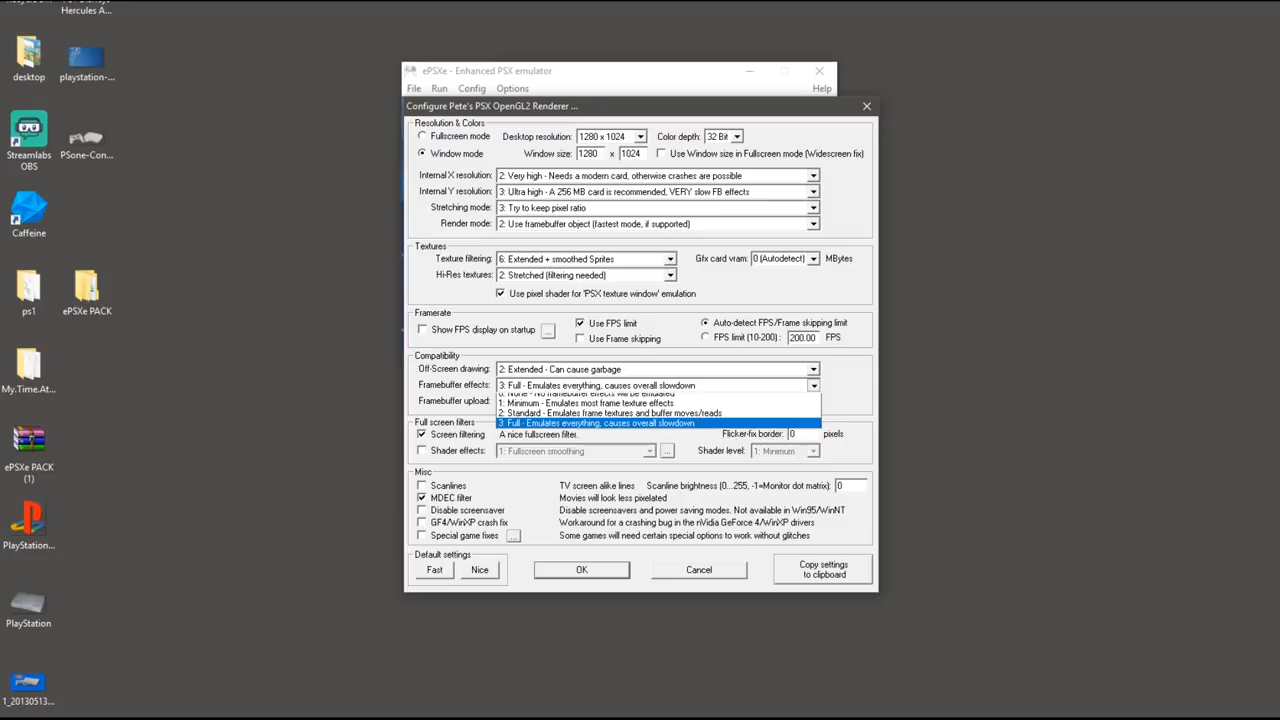 Hercules A...
desktop
playstation-...
Streamlabs
OBS
PSone-Con...
Caffeine
ps1
ePSXe PACK
My.Time.At...
ePSXe PACK
(1)
PlayStation...
PlayStation
1_20130513...
ePSXe - Enhanced PSX emulator
File Run Config Options Help
Configure Pete's PSX OpenGL2 Renderer ...
Resolution & Colors
Fullscreen mode Desktop resolution: 1280 x 1024 Color depth: 32 Bit
Window mode Window size: 1280 x 1024 Use Window size in Fullscreen mode (Widescreen fix)
Internal X resolution: 2: Very high - Needs a modern card, otherwise crashes are possible
Internal Y resolution: 3: Ultra high - A 256 MB card is recommended, VERY slow FB effects
Stretching mode: 3: Try to keep pixel ratio
Render mode: 2: Use framebuffer object (fastest mode, if supported)
Textures
Texture filtering: 6: Extended + smoothed Sprites Gfx card vram: 0 (Autodetect) MBytes
Hi-Res textures: 2: Stretched (filtering needed)
Use pixel shader for 'PSX texture window' emulation
Framerate
Show FPS display on startup ... Use FPS limit Auto-detect FPS/Frame skipping limit
Use Frame skipping FPS limit (10-200) : 200.00 FPS
Compatibility
Off-Screen drawing: 2: Extended - Can cause garbage
Framebuffer effects: 3: Full - Emulates everything, causes overall slowdown
0: None - No framebuffer effects will be emulated
Framebuffer upload: 1: Minimum - Emulates most frame texture effects
2: Standard - Emulates frame textures and buffer moves/reads
Full screen filters 3: Full - Emulates everything, causes overall slowdown
Screen filtering A nice fullscreen filter. Flicker-fix border: 0 pixels
Shader effects: 1: Fullscreen smoothing ... Shader level: 1: Minimum
Misc
Scanlines TV screen alike lines Scanline brightness (0...255, -1=Monitor dot matrix): 0
MDEC filter Movies will look less pixelated
Disable screensaver Disable screensavers and power saving modes. Not available in Win95/WinNT
GF4/WinXP crash fix Workaround for a crashing bug in the nVidia GeForce 4/WinXP drivers
Special game fixes ... Some games will need certain special options to work without glitches
Default settings
Fast Nice OK Cancel Copy settings
to clipboard